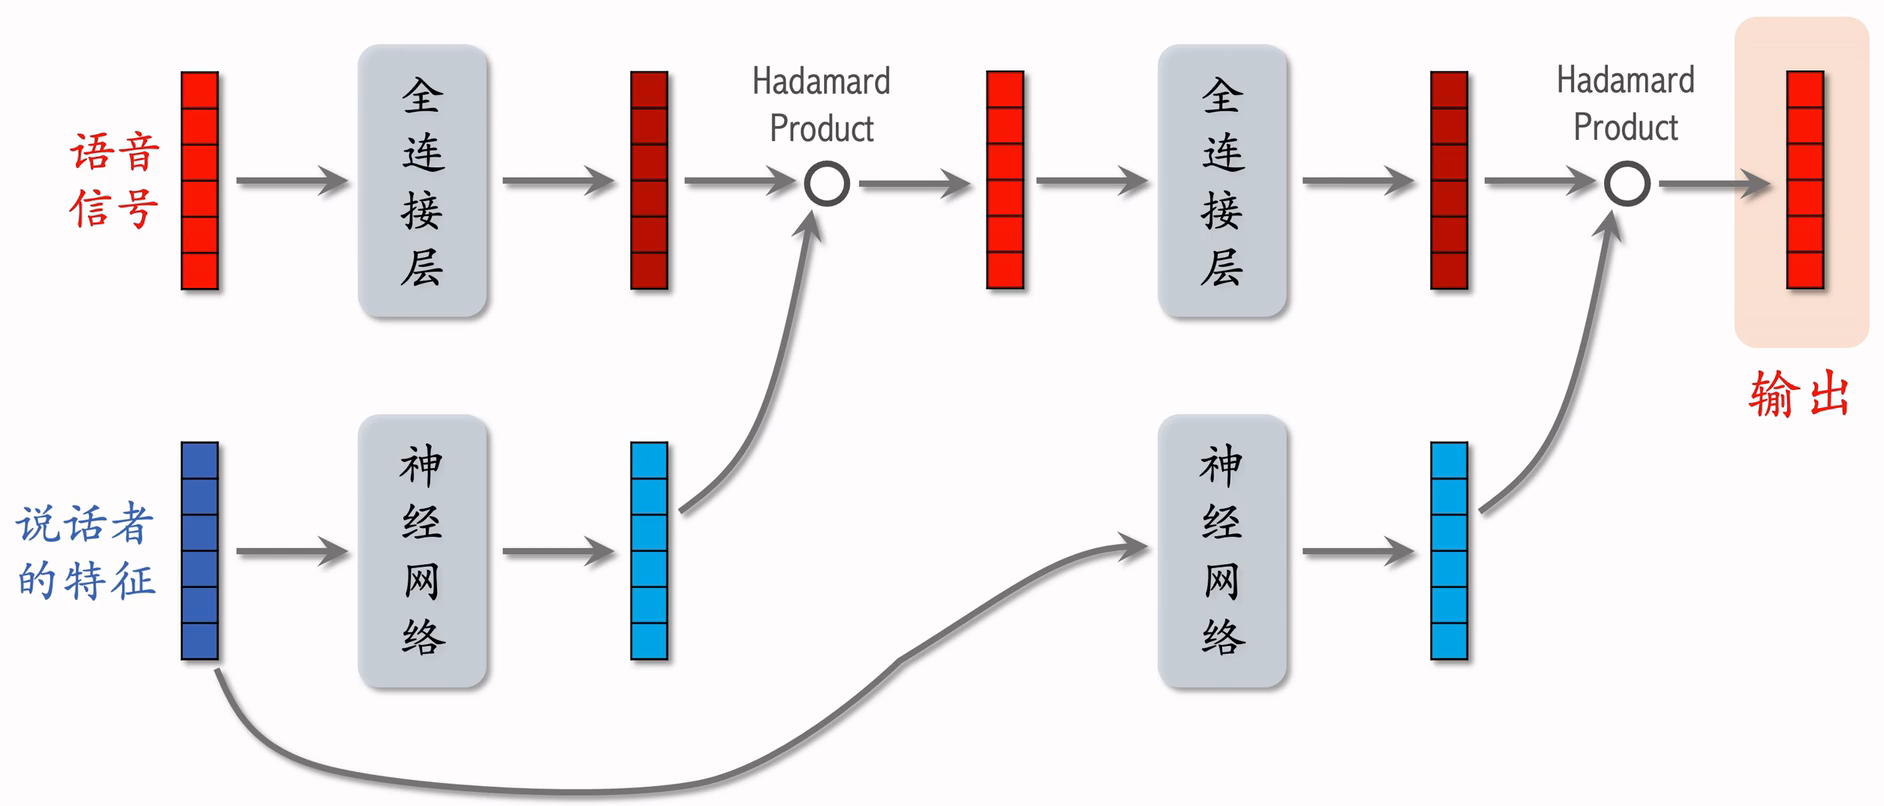 语音
信号
全
连
接
层
Hadamard
Product
全
连
接
层
Hadamard
Product
输出
说话者
的特征
神
经
网
络
神
经
网
络